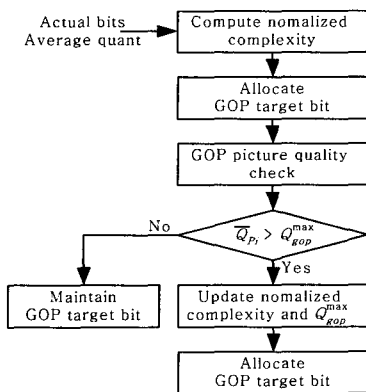 Actual bits
Average quant
Compute nomalized
complexity
Allocate
GOP target bit
GOP picture quality
check
No
Q̅_{Pi} > Q_{gop}^{max}
Yes
Maintain
GOP target bit
Update nomalized
complexity and Q_{gop}^{max}
Allocate
GOP target bit